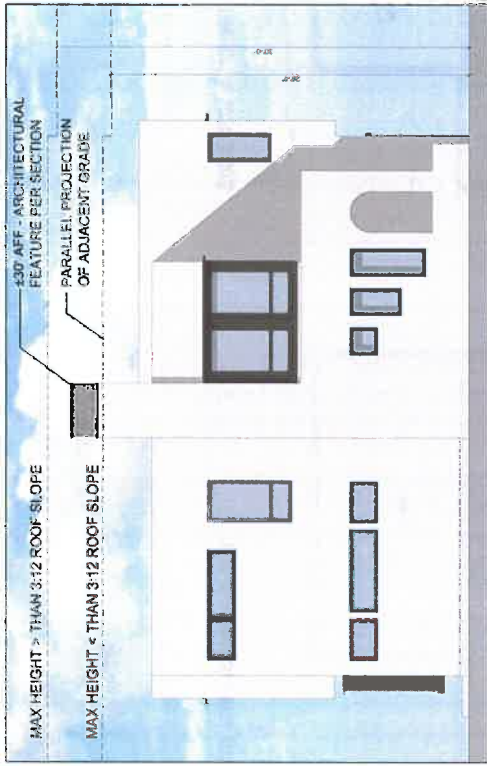 ±30' AFF - ARCHITECTURAL
FEATURE PER SECTION
PARALLEL PROJECTION
OF ADJACENT GRADE
MAX HEIGHT > THAN 3:12 ROOF SLOPE
MAX HEIGHT < THAN 3:12 ROOF SLOPE